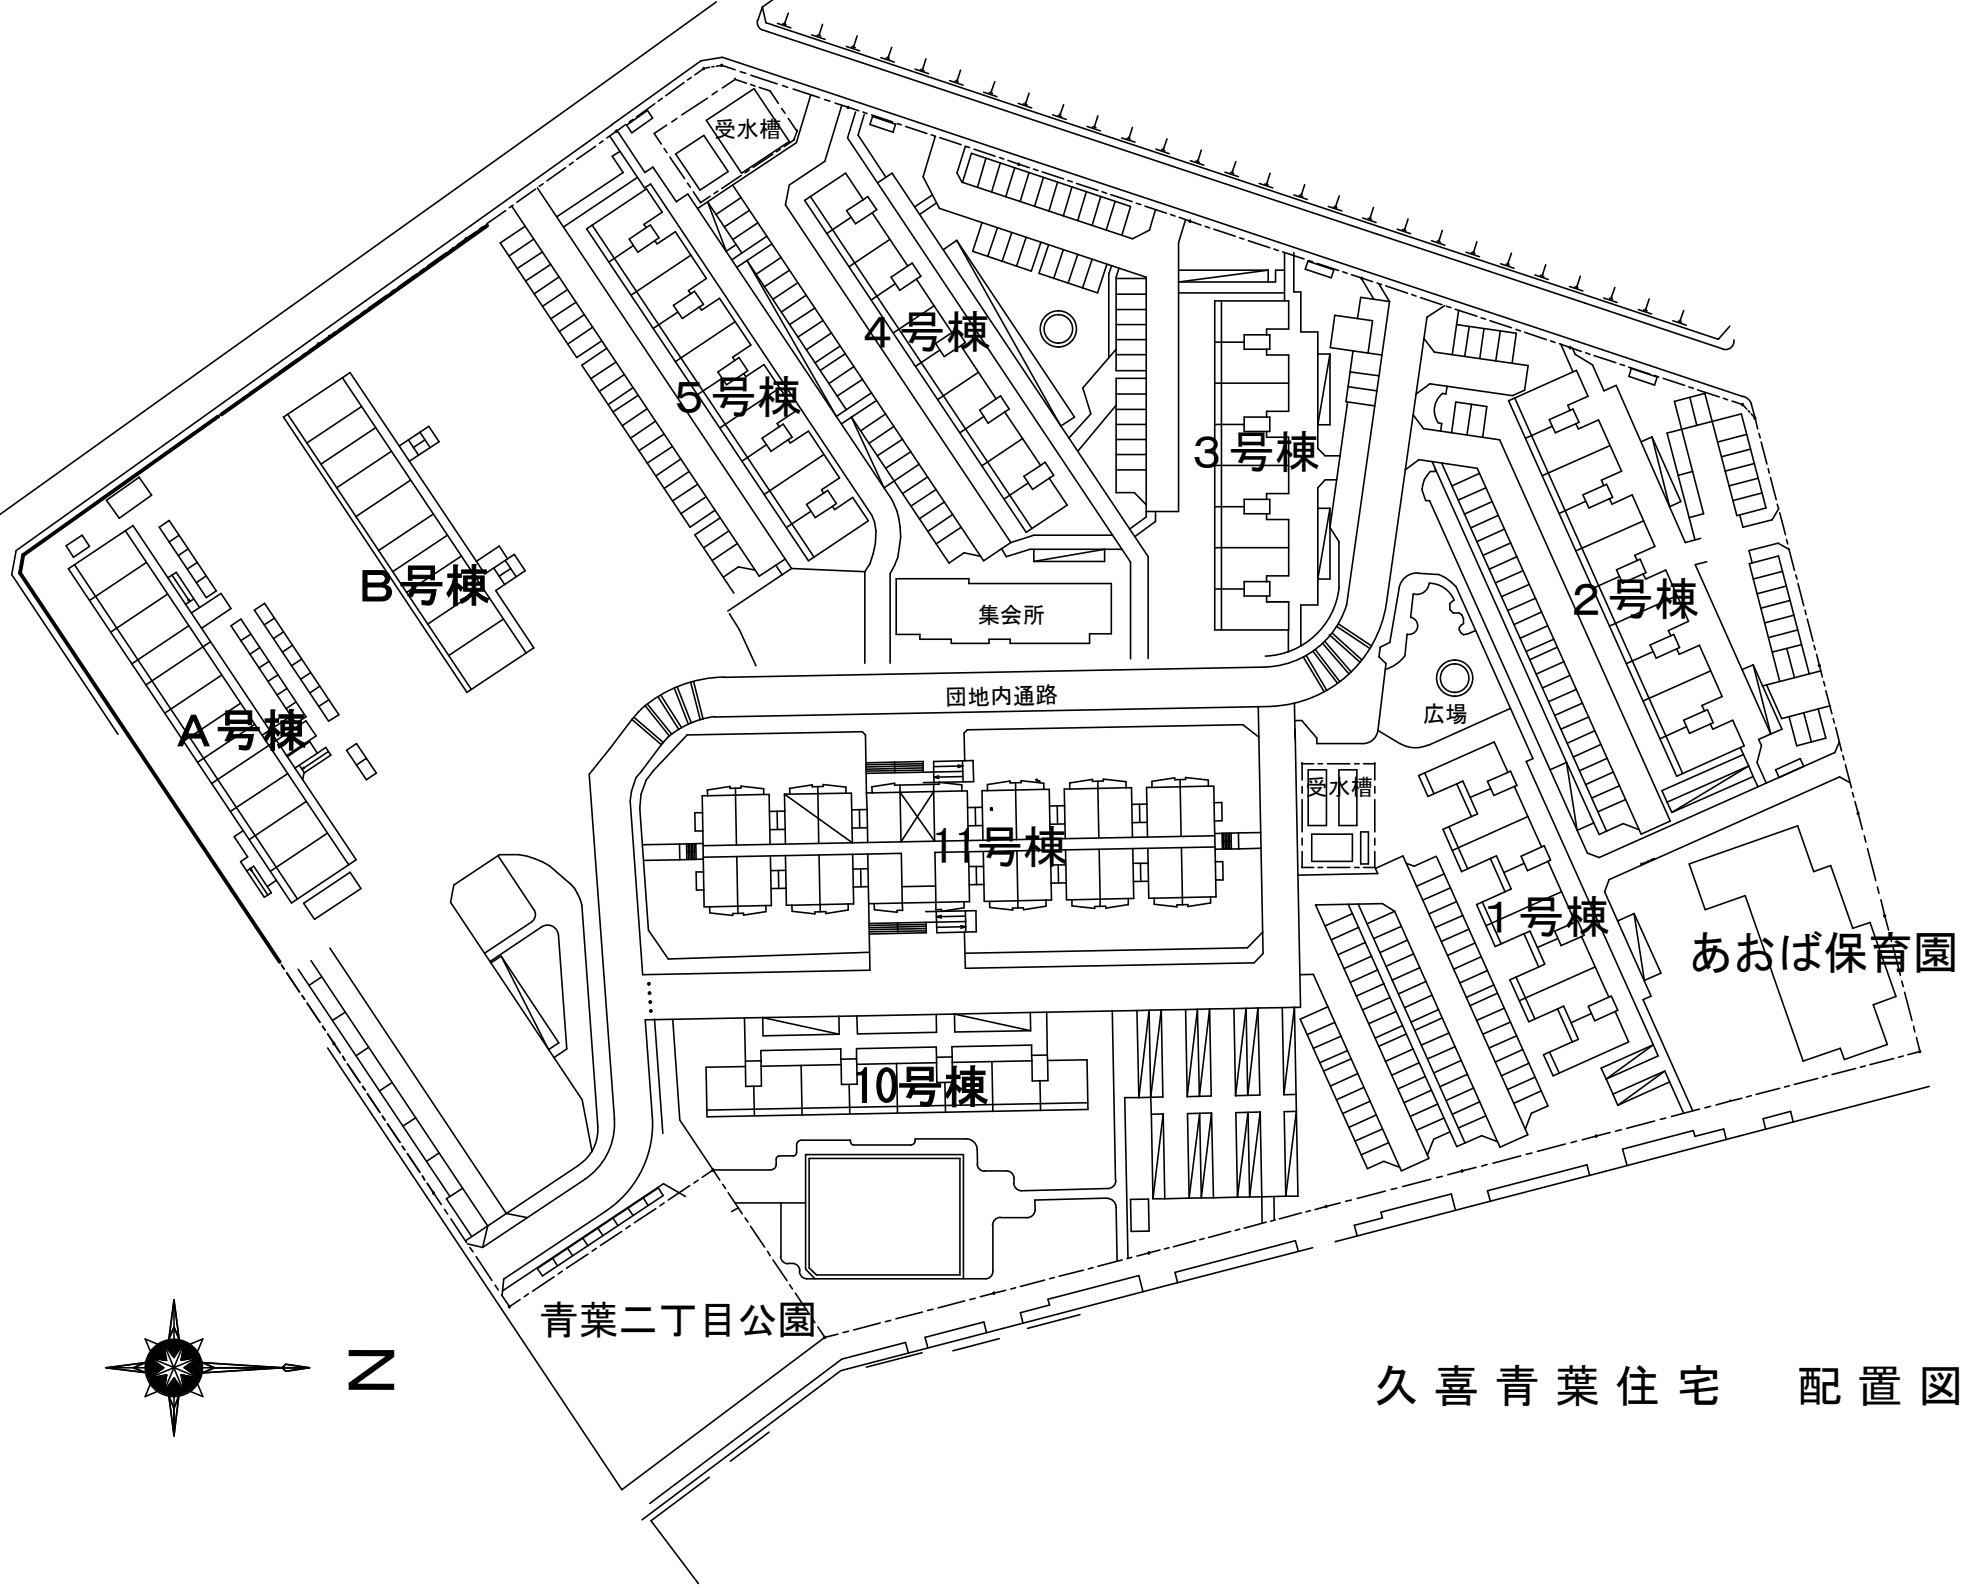 受水槽
４号棟
５号棟
３号棟
Ｂ号棟
２号棟
集会所
団地内通路
広場
Ａ号棟
受水槽
11号棟
１号棟
あおば保育園
10号棟
青葉二丁目公園
N
久喜青葉住宅　配置図